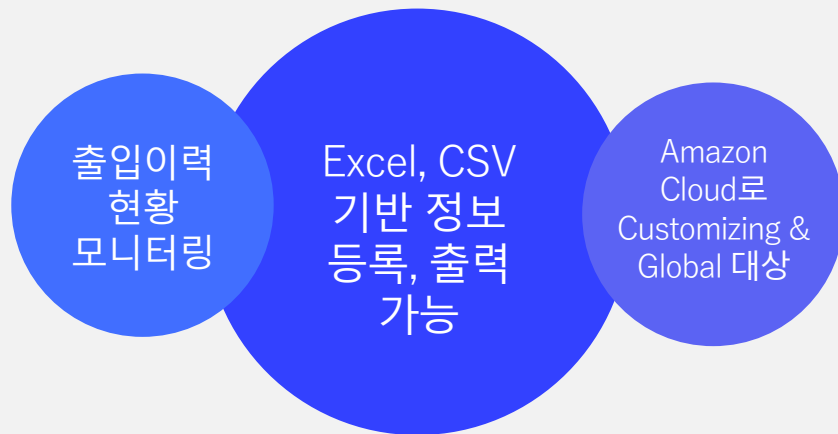 출입이력
현황
모니터링
Excel, CSV
기반 정보
등록, 출력
가능
Amazon
Cloud로
Customizing &
Global 대상